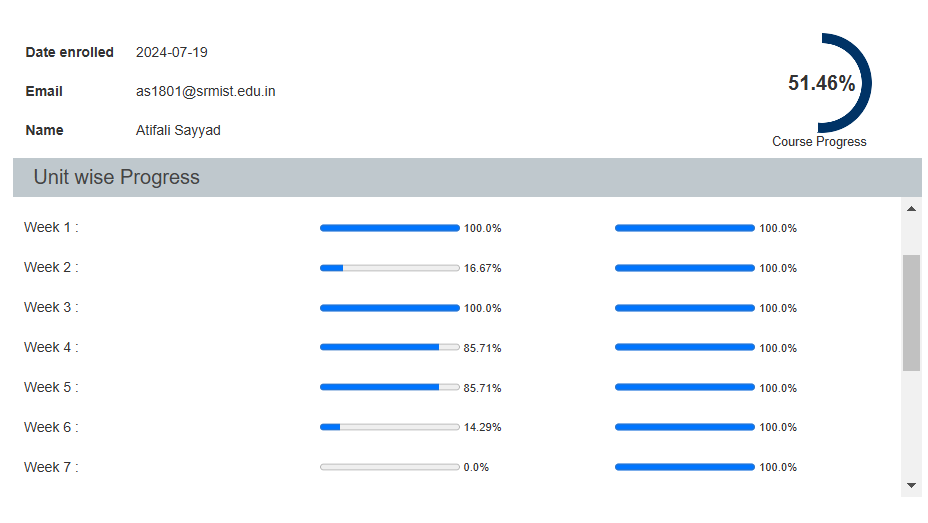 Date enrolled 2024-07-19
51.46%
Email as1801@srmist.edu.in
Name Atifali Sayyad
Course Progress
Unit wise Progress
Week 1 : 100.0% 100.0%
Week 2 : 16.67% 100.0%
Week 3 : 100.0% 100.0%
Week 4 : 85.71% 100.0%
Week 5 : 85.71% 100.0%
Week 6 : 14.29% 100.0%
Week 7 : 0.0% 100.0%